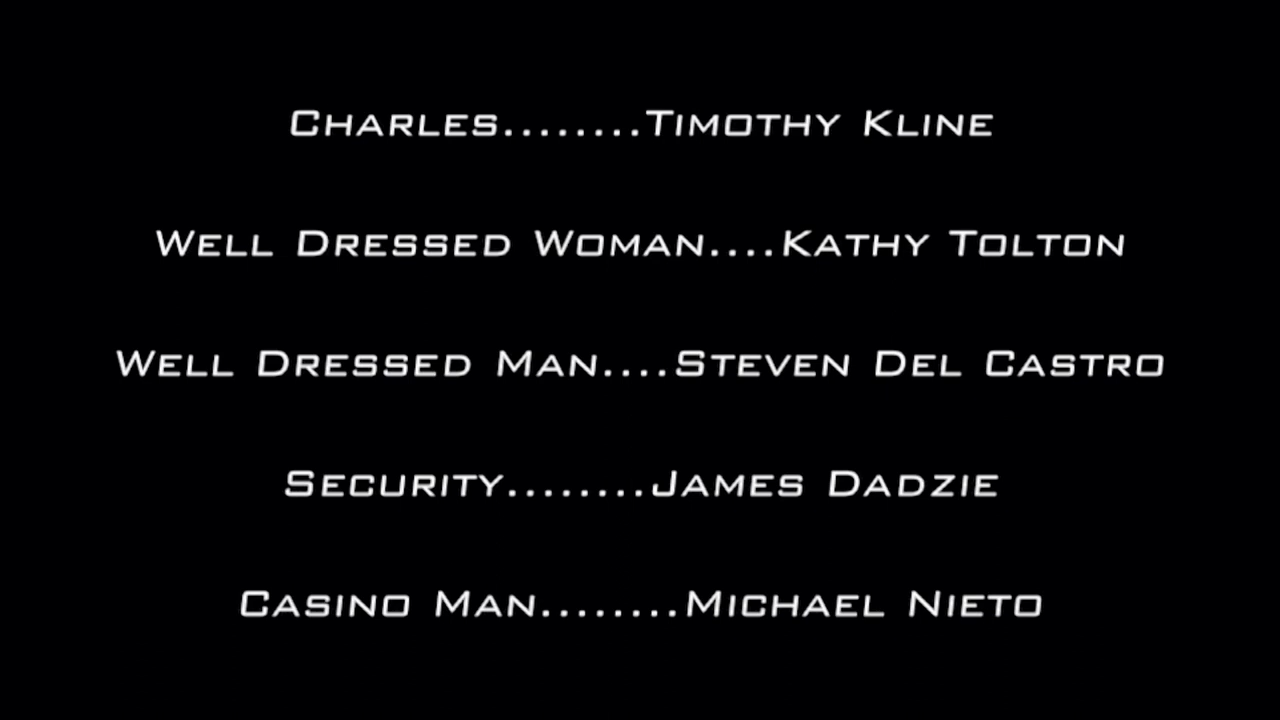 Charles........Timothy Kline
Well Dressed Woman....Kathy Tolton
Well Dressed Man....Steven Del Castro
Security........James Dadzie
Casino Man........Michael Nieto